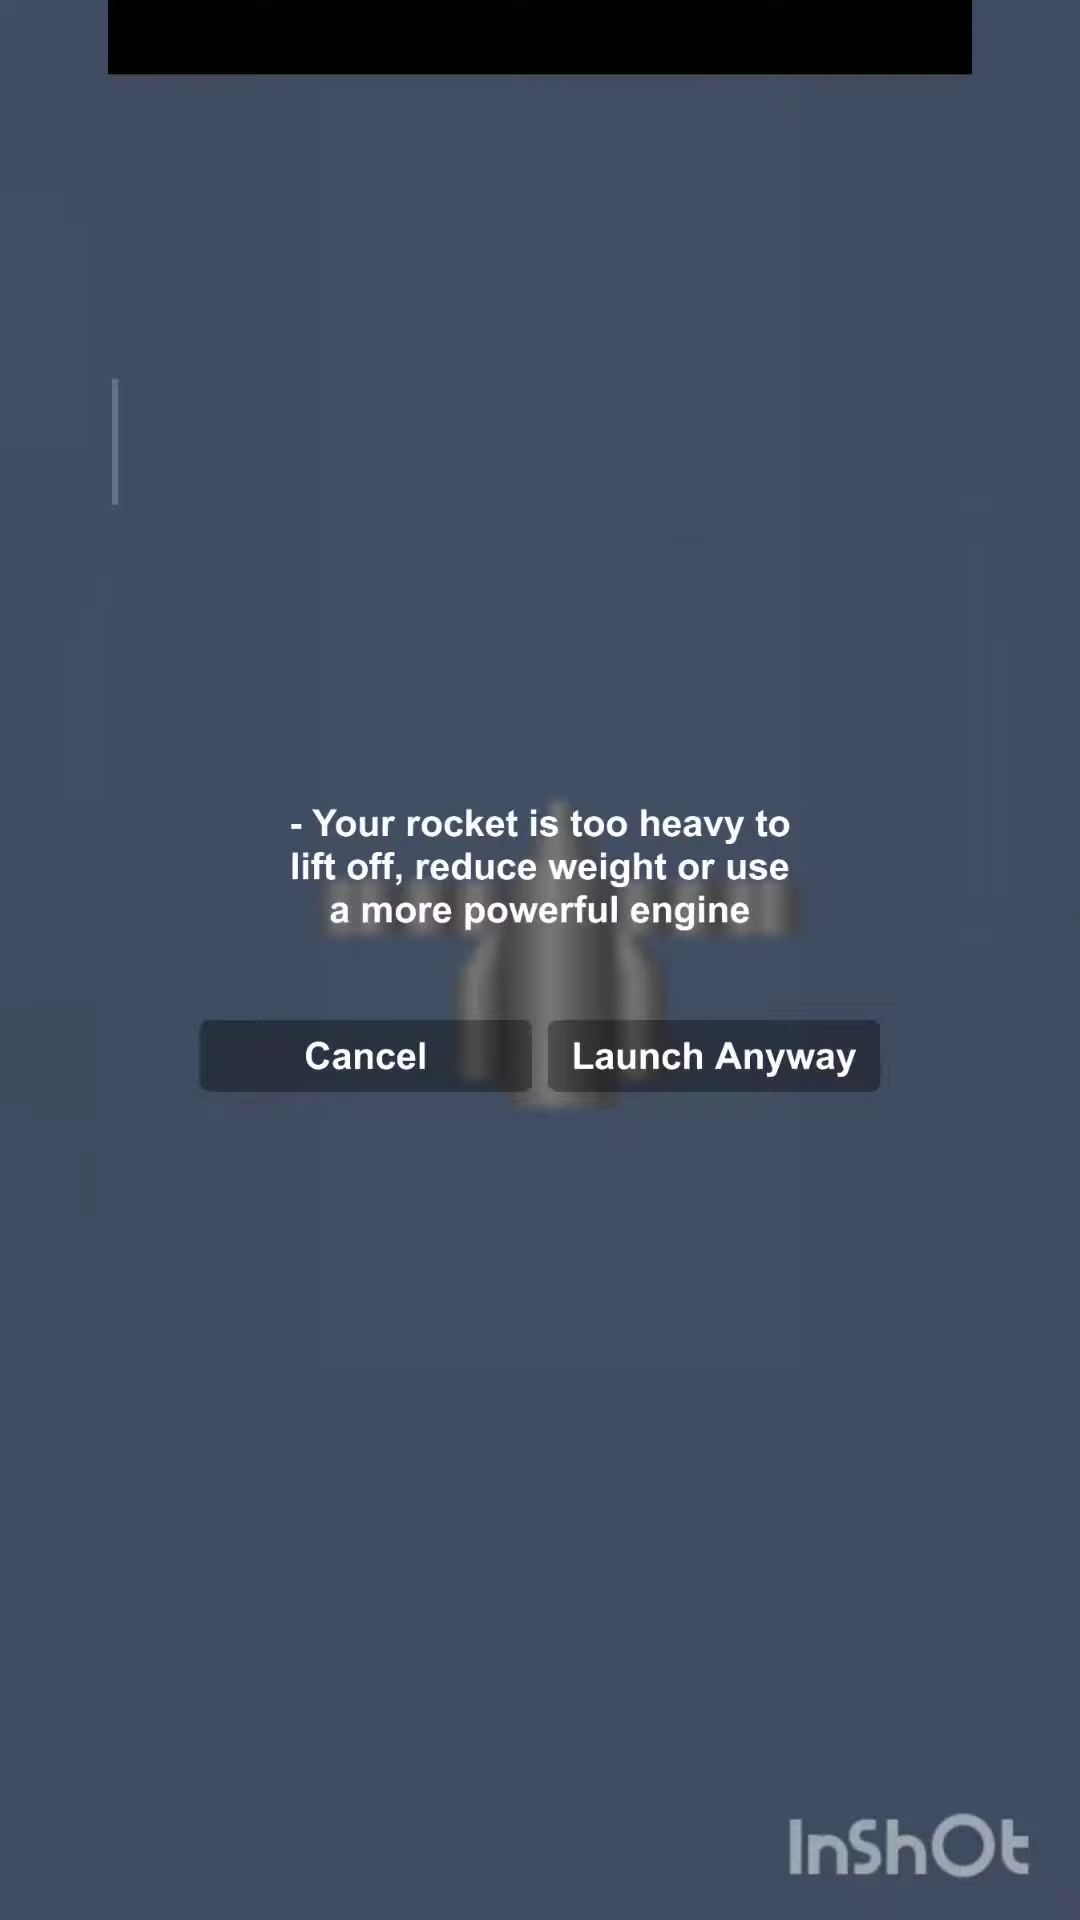 - Your rocket is too heavy to
lift off, reduce weight or use
a more powerful engine
Cancel
Launch Anyway
InShOt